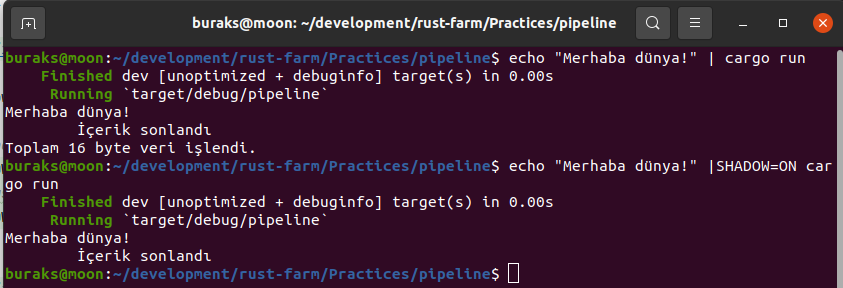 buraks@moon: ~/development/rust-farm/Practices/pipeline
buraks@moon:~/development/rust-farm/Practices/pipeline$ echo "Merhaba dünya!" | cargo run
    Finished dev [unoptimized + debuginfo] target(s) in 0.00s
     Running `target/debug/pipeline`
Merhaba dünya!
        İçerik sonlandı
Toplam 16 byte veri işlendi.
buraks@moon:~/development/rust-farm/Practices/pipeline$ echo "Merhaba dünya!" |SHADOW=ON car
go run
    Finished dev [unoptimized + debuginfo] target(s) in 0.00s
     Running `target/debug/pipeline`
Merhaba dünya!
        İçerik sonlandı
buraks@moon:~/development/rust-farm/Practices/pipeline$